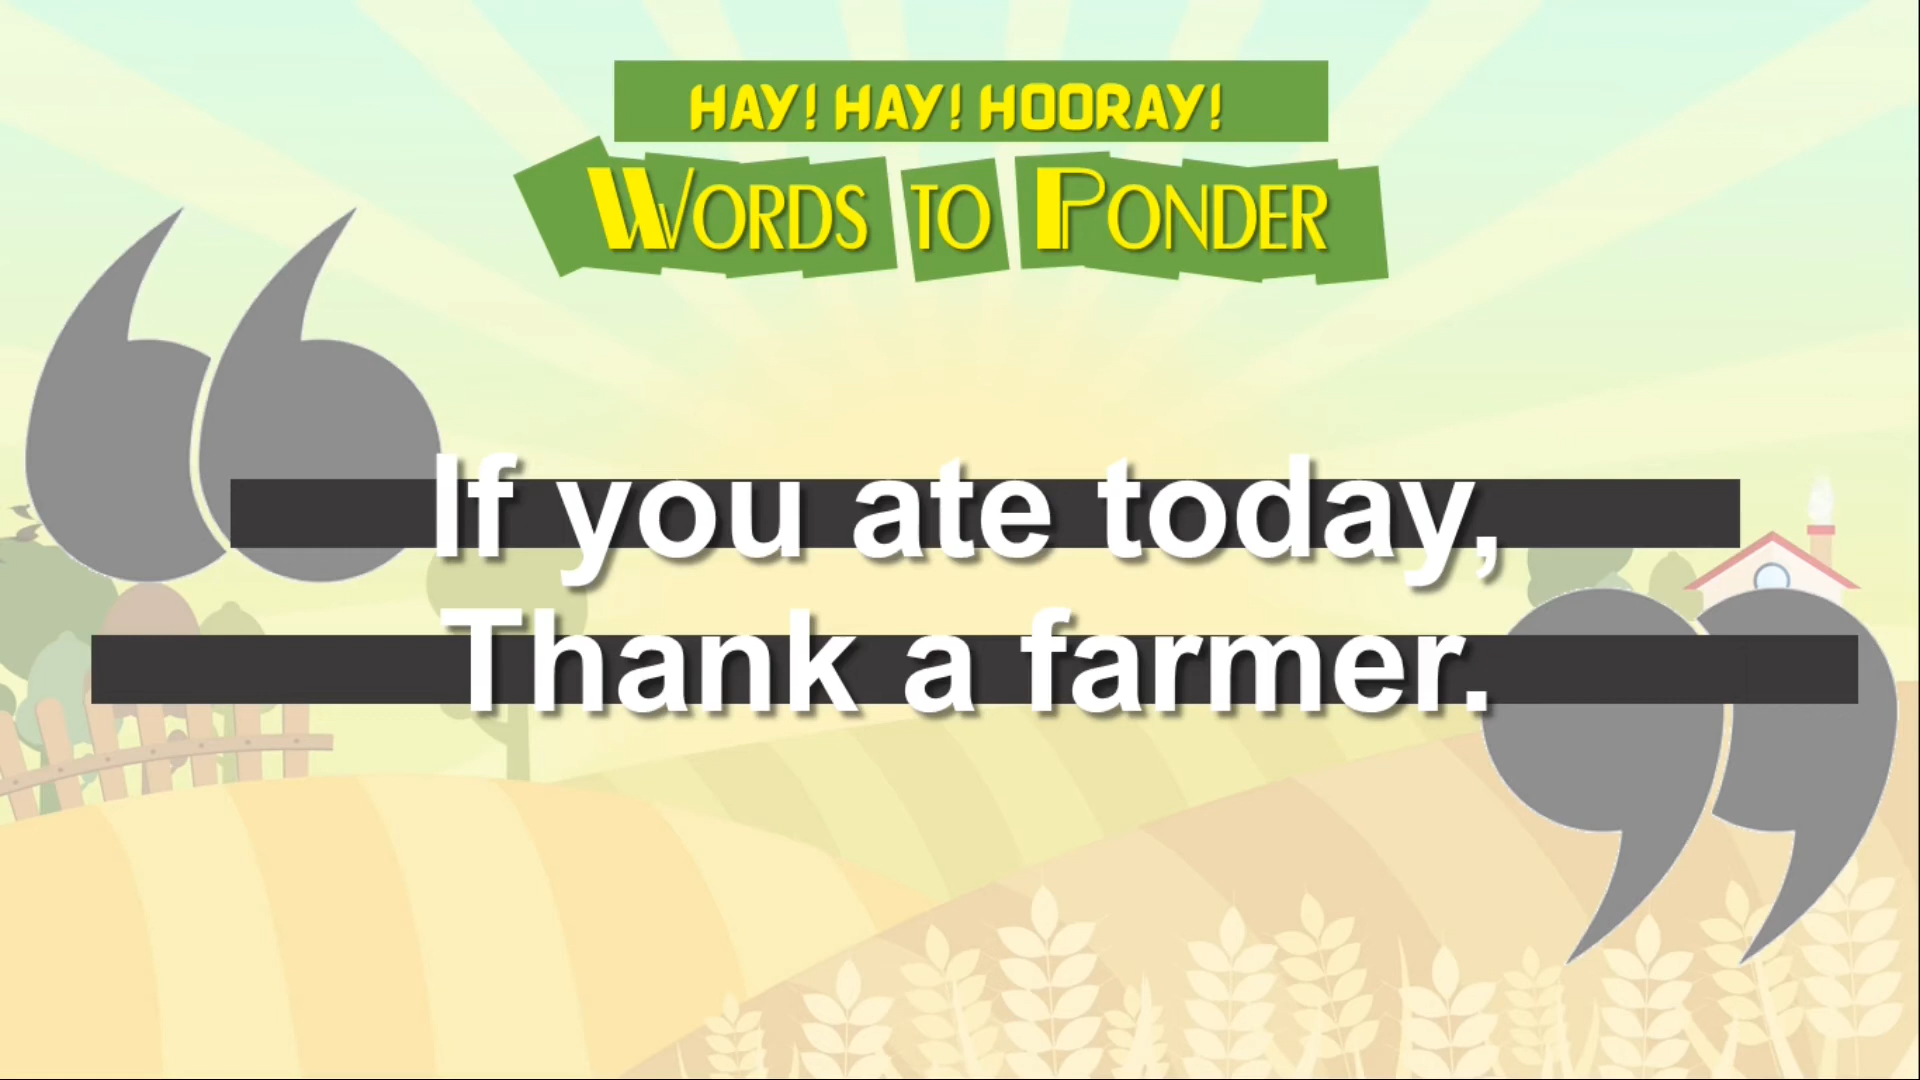 HAY! HAY! HOORAY!
WORDS TO PONDER
If you ate today,
Thank a farmer.